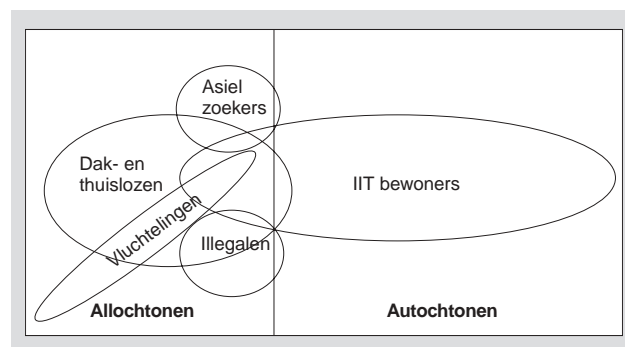 Asiel
zoekers
Dak- en
thuislozen
IIT bewoners
Vluchtelingen
Illegalen
Allochtonen
Autochtonen